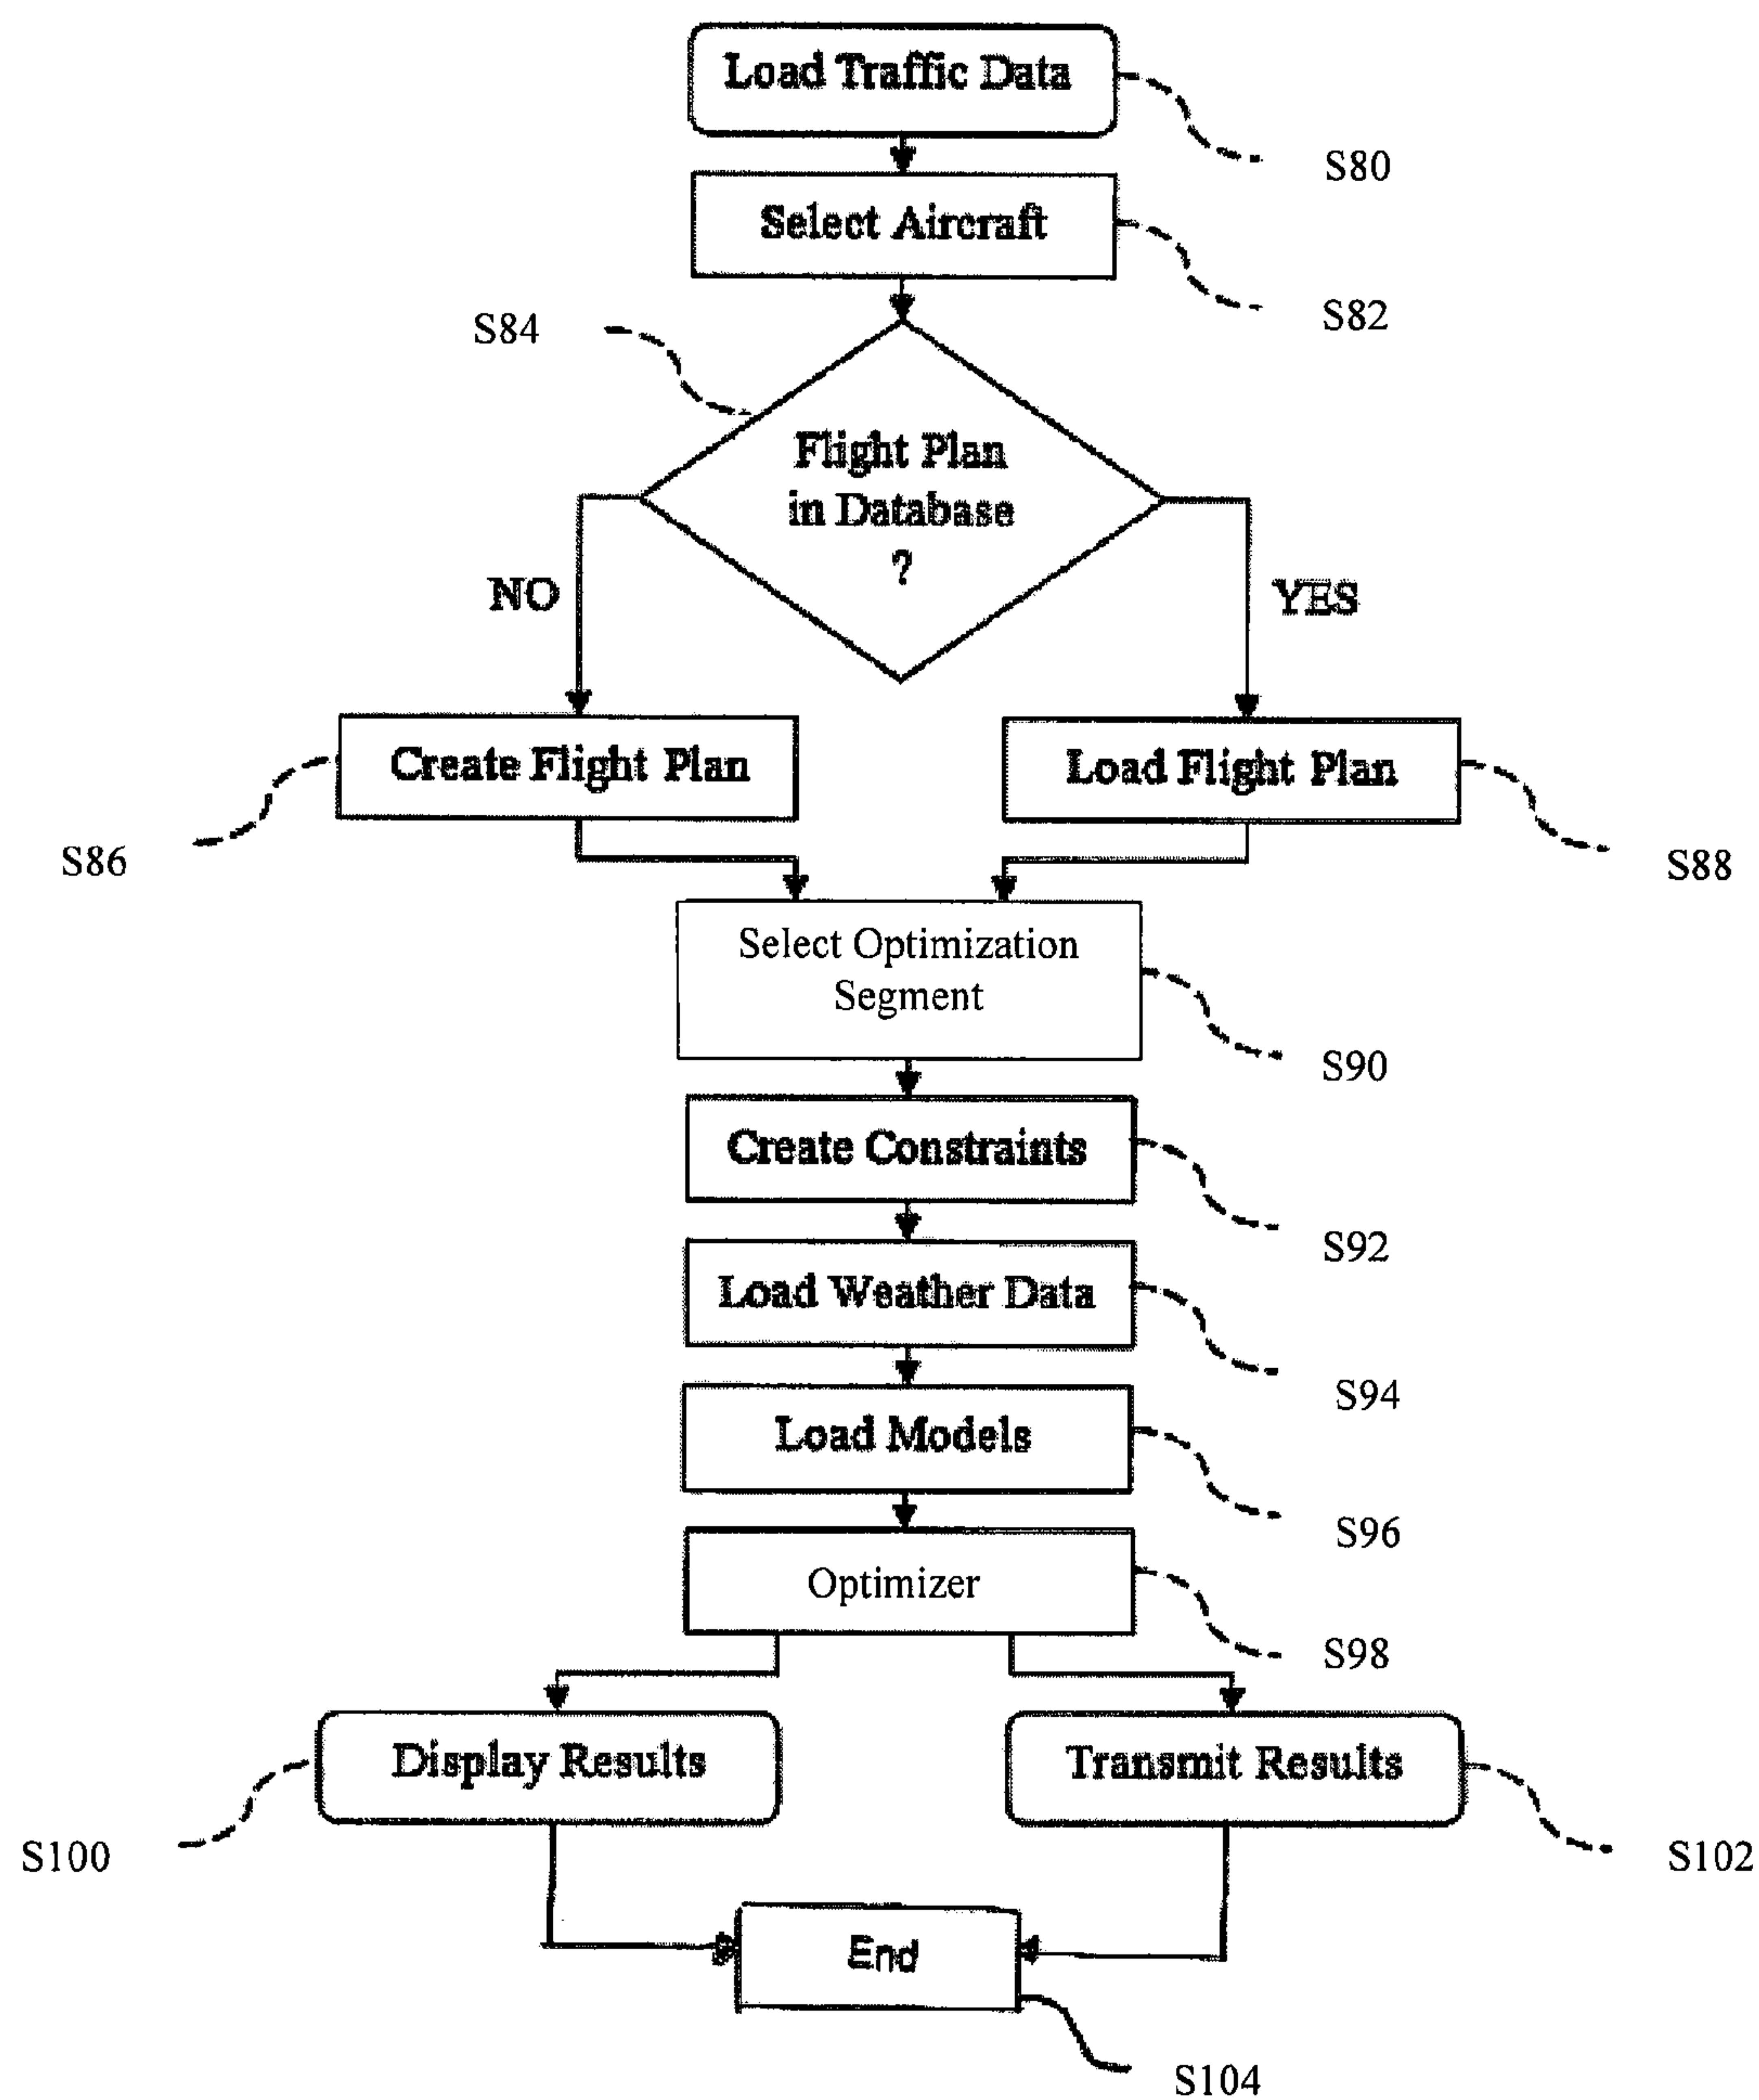 Load Traffic Data
S80
Select Aircraft
S82
S84
Flight Plan
in Database
?
NO
YES
Create Flight Plan
Load Flight Plan
S86
S88
Select Optimization
Segment
S90
Create Constraints
S92
Load Weather Data
S94
Load Models
S96
Optimizer
S98
Display Results
Transmit Results
S100
S102
End
S104